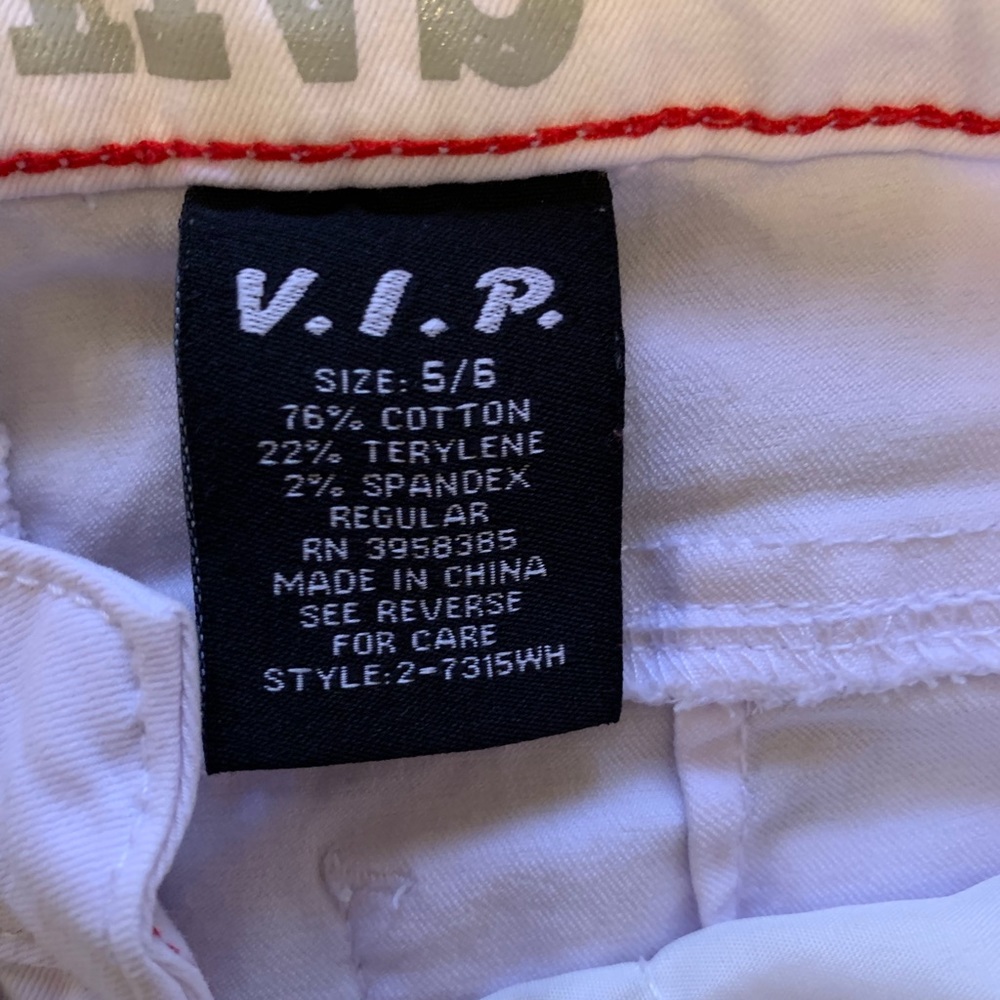 V.I.P.
SIZE: 5/6
76% COTTON
22% TERYLENE
2% SPANDEX
REGULAR
RN 3958385
MADE IN CHINA
SEE REVERSE
FOR CARE
STYLE:2-7315WH